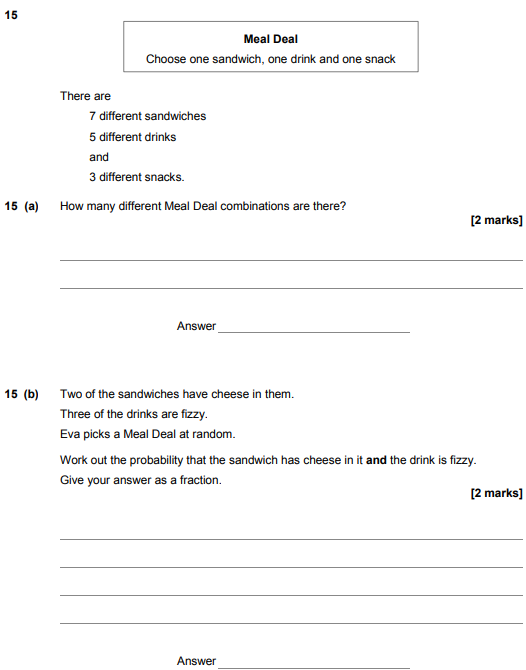 15
Meal Deal
Choose one sandwich, one drink and one snack
There are
7 different sandwiches
5 different drinks
and
3 different snacks.
15 (a) How many different Meal Deal combinations are there?
[2 marks]
Answer
15 (b) Two of the sandwiches have cheese in them.
Three of the drinks are fizzy.
Eva picks a Meal Deal at random.
Work out the probability that the sandwich has cheese in it and the drink is fizzy.
Give your answer as a fraction.
[2 marks]
Answer